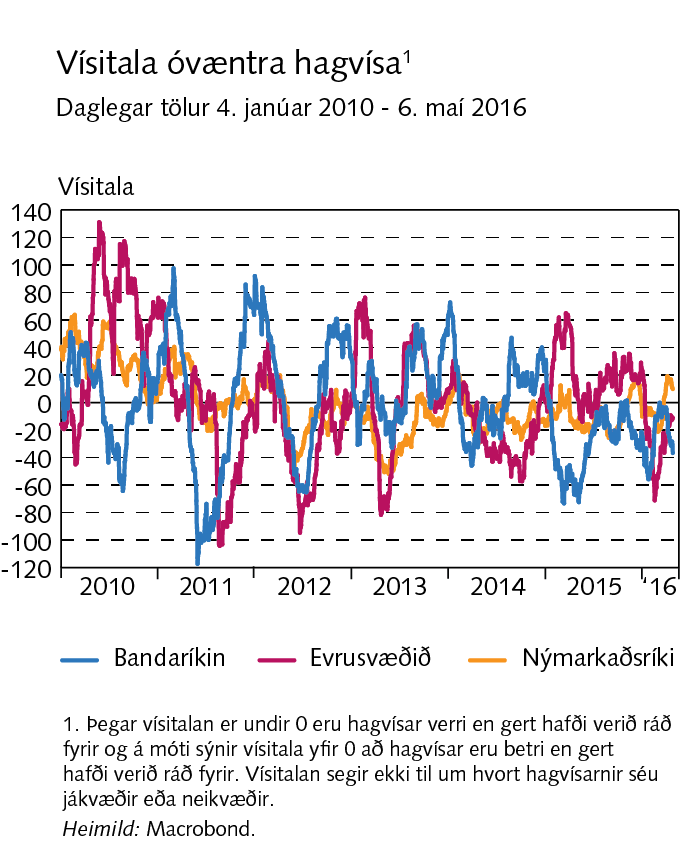 Vísitala óvæntra hagvísa¹
Daglegar tölur 4. janúar 2010 - 6. maí 2016
Vísitala
140
120
100
80
60
40
20
0
-20
-40
-60
-80
-100
-120
2010 2011 2012 2013 2014 2015 '16
Bandaríkin Evrusvæðið Nýmarkaðsríki
1. Þegar vísitalan er undir 0 eru hagvísar verri en gert hafði verið ráð
fyrir og á móti sýnir vísitala yfir 0 að hagvísar eru betri en gert
hafði verið ráð fyrir. Vísitalan segir ekki til um hvort hagvísarnir séu
jákvæðir eða neikvæðir.
Heimild: Macrobond.